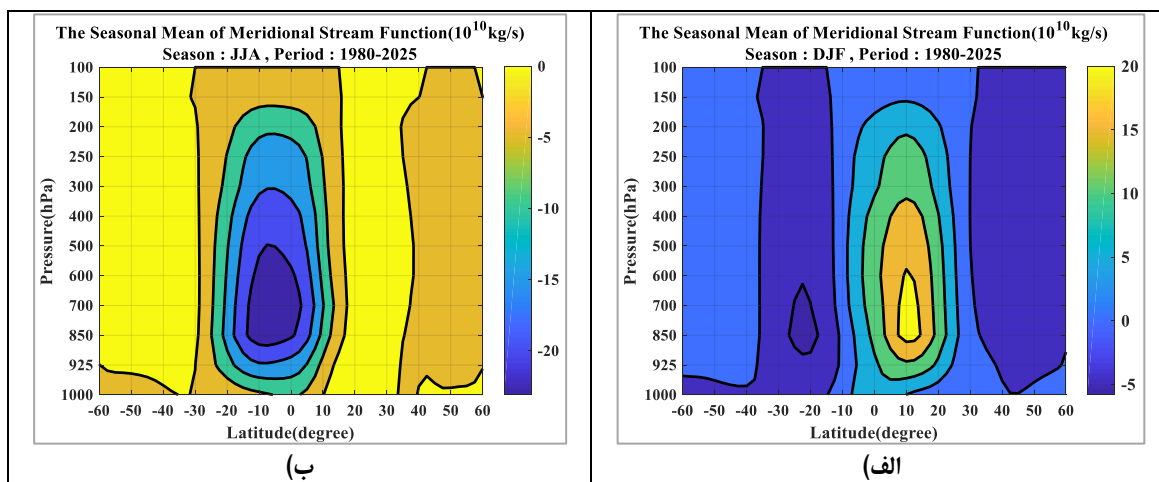 The Seasonal Mean of Meridional Stream Function(10^10 kg/s)
Season : JJA , Period : 1980-2025
Pressure(hPa)
100
150
200
250
300
400
500
600
700
850
925
1000
-60 -50 -40 -30 -20 -10 0 10 20 30 40 50 60
Latitude(degree)
0
-5
-10
-15
-20
ب)
The Seasonal Mean of Meridional Stream Function(10^10 kg/s)
Season : DJF , Period : 1980-2025
Pressure(hPa)
100
150
200
250
300
400
500
600
700
850
925
1000
-60 -50 -40 -30 -20 -10 0 10 20 30 40 50 60
Latitude(degree)
20
15
10
5
0
-5
الف)